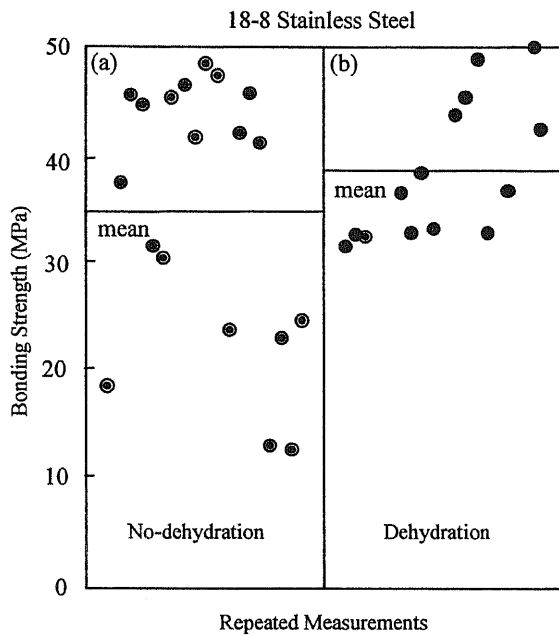 18-8 Stainless Steel
50
40
30
20
10
0
Bonding Strength (MPa)
(a)
mean
No-dehydration
(b)
mean
Dehydration
Repeated Measurements